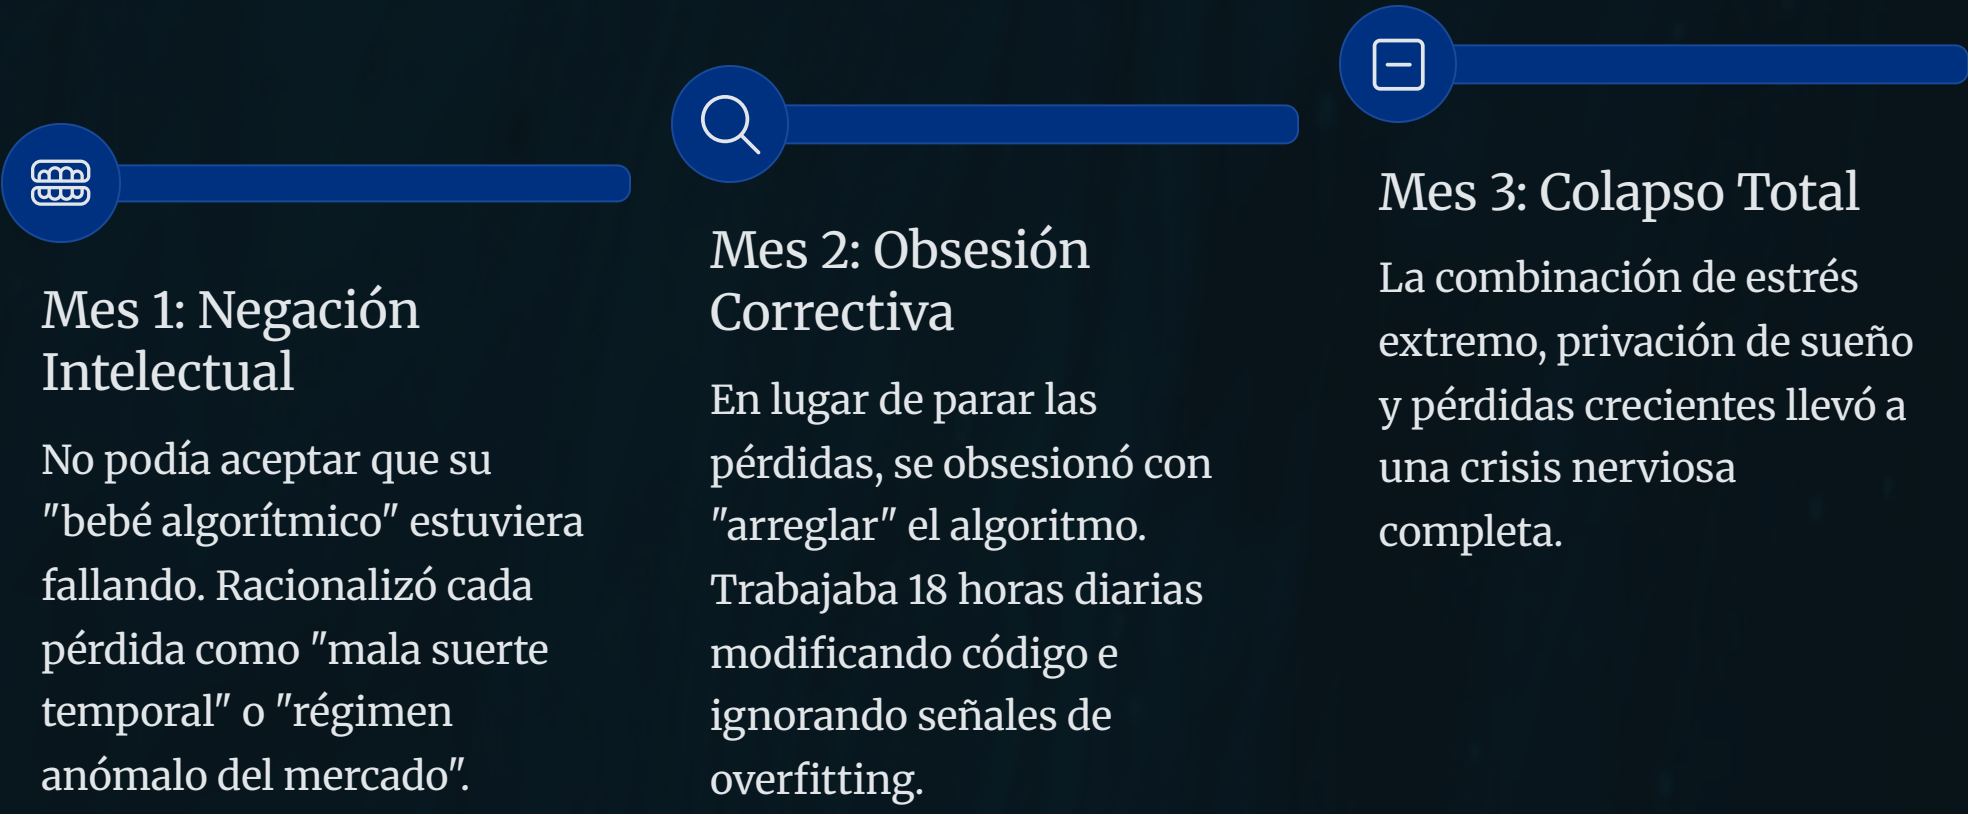 Mes 1: Negación
Intelectual
No podía aceptar que su
"bebé algorítmico" estuviera
fallando. Racionalizó cada
pérdida como "mala suerte
temporal" o "régimen
anómalo del mercado".
Mes 2: Obsesión
Correctiva
En lugar de parar las
pérdidas, se obsesionó con
"arreglar" el algoritmo.
Trabajaba 18 horas diarias
modificando código e
ignorando señales de
overfitting.
Mes 3: Colapso Total
La combinación de estrés
extremo, privación de sueño
y pérdidas crecientes llevó a
una crisis nerviosa
completa.